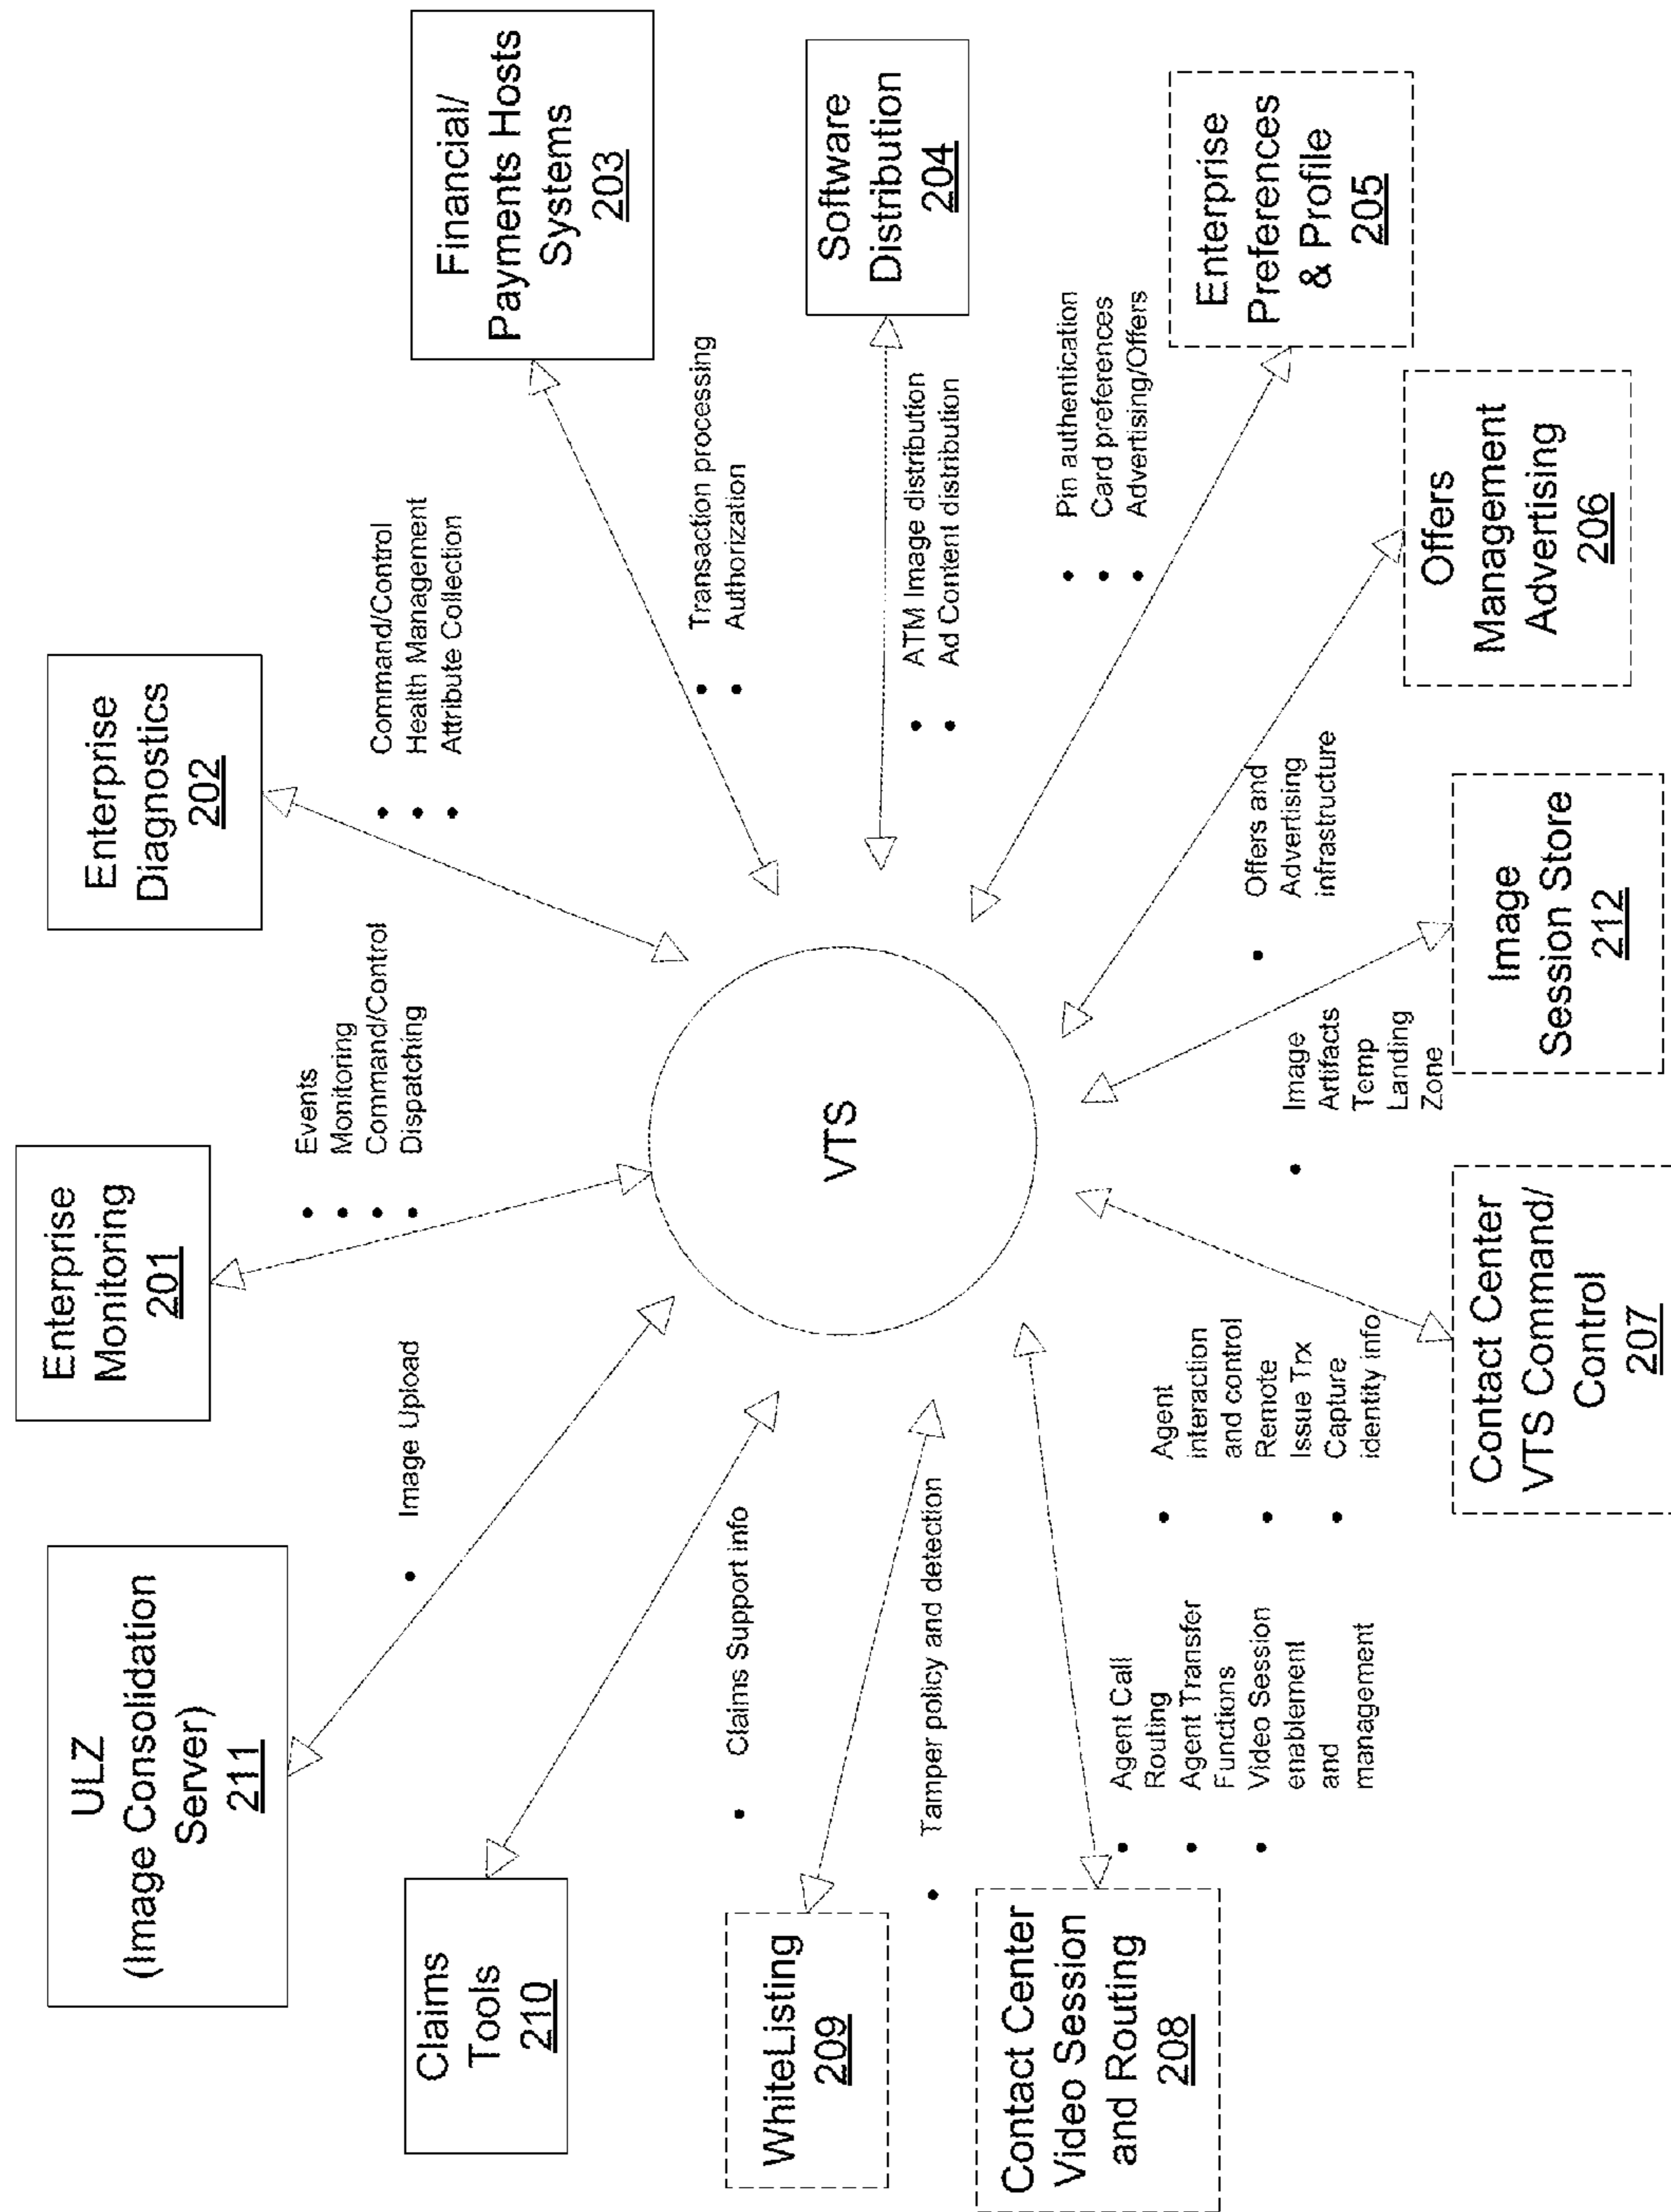 Enterprise
Monitoring
201
Events
Monitoring
Command/Control
Dispatching
Enterprise
Diagnostics
202
Command/Control
Health Management
Attribute Collection
Financial/
Payments Hosts
Systems
203
Transaction processing
Authorization
Software
Distribution
204
ATM Image distribution
Ad Content distribution
Enterprise
Preferences
& Profile
205
Pin authentication
Card preferences
Advertising/Offers
Offers
Management
Advertising
206
Offers and
Advertising
infrastructure
Image
Session Store
212
Image
Artifacts
Temp
Landing
Zone
Contact Center
VTS Command/
Control
207
Agent
interaction
and control
Remote
Issue Trx
Capture
identity info
Contact Center
Video Session
and Routing
208
Agent Call
Routing
Agent Transfer
Functions
Video Session
enablement
and
management
WhiteListing
209
Tamper policy and detection
Claims
Tools
210
Claims Support info
ULZ
(Image Consolidation
Server)
211
Image Upload
VTS